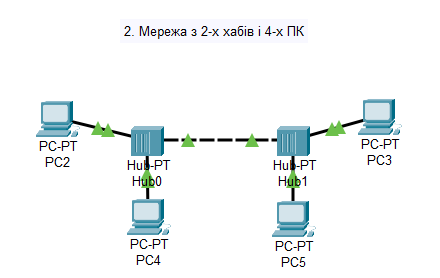 2. Мережа з 2-х хабів і 4-х ПК
PC-PT
PC2
Hub-PT
Hub0
Hub-PT
Hub1
PC-PT
PC3
PC-PT
PC4
PC-PT
PC5